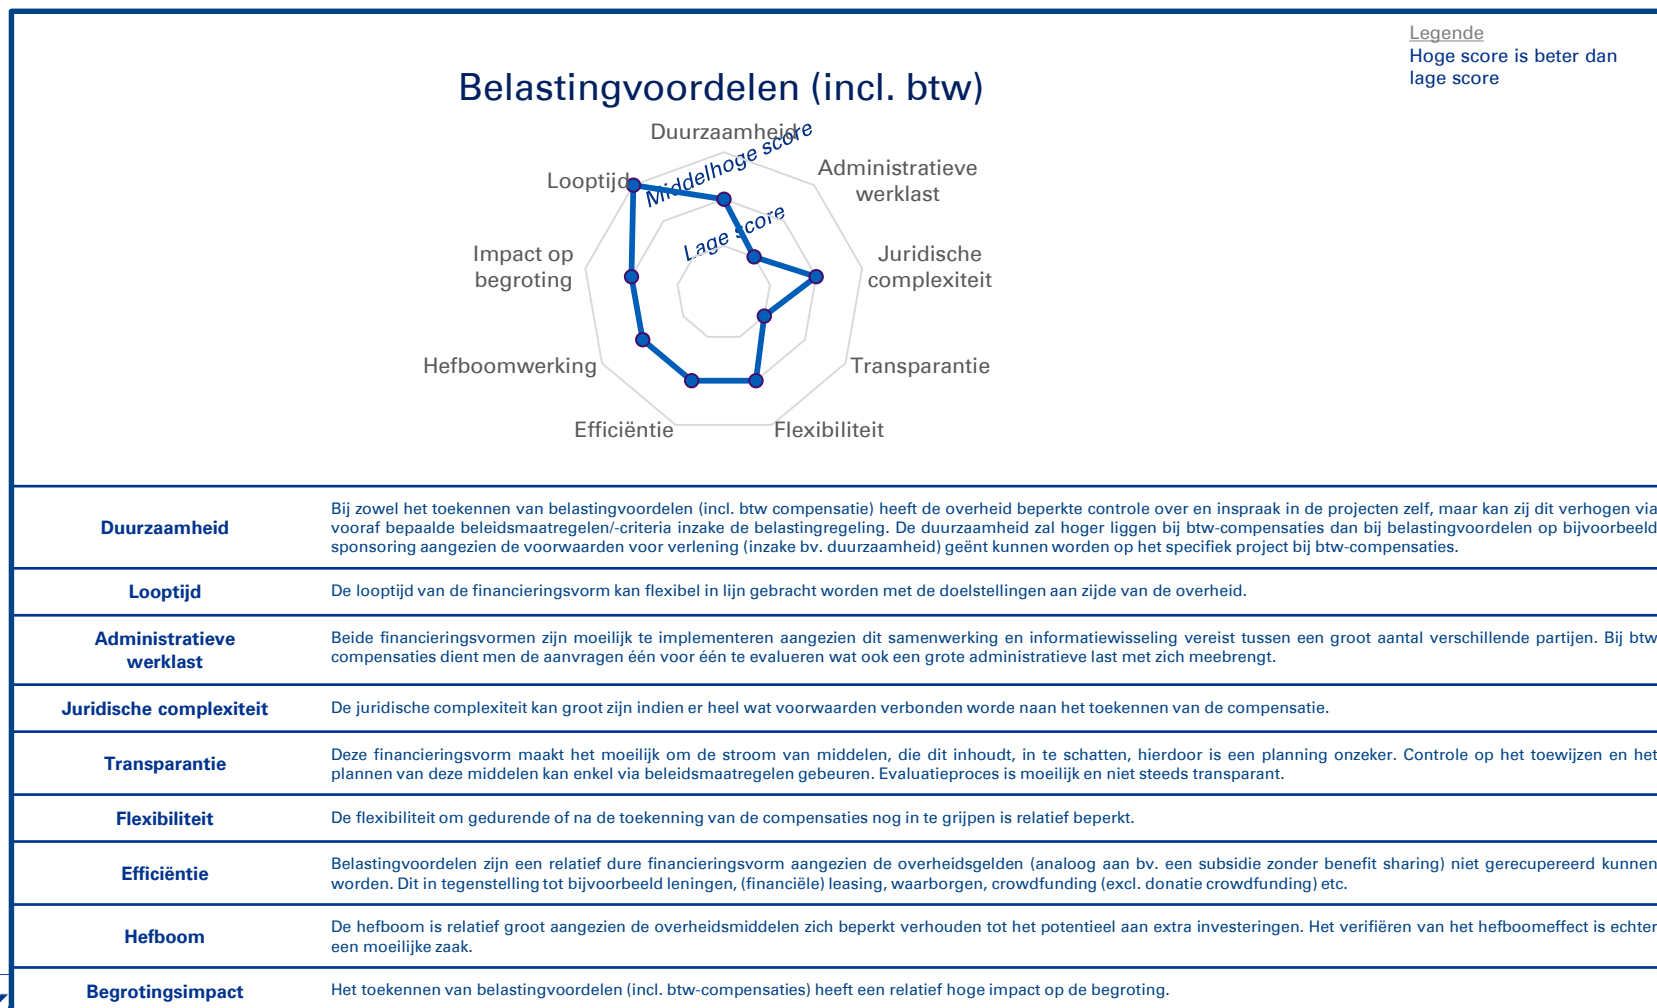 Legende
Hoge score is beter dan
lage score
Belastingvoordelen (incl. btw)
Duurzaamheid
Middelhoge score
Lage score
Administratieve
werklast
Juridische
complexiteit
Transparantie
Flexibiliteit
Efficiëntie
Hefboomwerking
Impact op
begroting
Looptijd
Duurzaamheid
Bij zowel het toekennen van belastingvoordelen (incl. btw compensatie) heeft de overheid beperkte controle over en inspraak in de projecten zelf, maar kan zij dit verhogen via
vooraf bepaalde beleidsmaatregelen/-criteria inzake de belastingregeling. De duurzaamheid zal hoger liggen bij btw-compensaties dan bij belastingvoordelen op bijvoorbeeld
sponsoring aangezien de voorwaarden voor verlening (inzake bv. duurzaamheid) geënt kunnen worden op het specifiek project bij btw-compensaties.
Looptijd
De looptijd van de financieringsvorm kan flexibel in lijn gebracht worden met de doelstellingen aan zijde van de overheid.
Administratieve
werklast
Beide financieringsvormen zijn moeilijk te implementeren aangezien dit samenwerking en informatiewisseling vereist tussen een groot aantal verschillende partijen. Bij btw
compensaties dient men de aanvragen één voor één te evalueren wat ook een grote administratieve last met zich meebrengt.
Juridische complexiteit
De juridische complexiteit kan groot zijn indien er heel wat voorwaarden verbonden worde naan het toekennen van de compensatie.
Transparantie
Deze financieringsvorm maakt het moeilijk om de stroom van middelen, die dit inhoudt, in te schatten, hierdoor is een planning onzeker. Controle op het toewijzen en het
plannen van deze middelen kan enkel via beleidsmaatregelen gebeuren. Evaluatieproces is moeilijk en niet steeds transparant.
Flexibiliteit
De flexibiliteit om gedurende of na de toekenning van de compensaties nog in te grijpen is relatief beperkt.
Efficiëntie
Belastingvoordelen zijn een relatief dure financieringsvorm aangezien de overheidsgelden (analoog aan bv. een subsidie zonder benefit sharing) niet gerecupereerd kunnen
worden. Dit in tegenstelling tot bijvoorbeeld leningen, (financiële) leasing, waarborgen, crowdfunding (excl. donatie crowdfunding) etc.
Hefboom
De hefboom is relatief groot aangezien de overheidsmiddelen zich beperkt verhouden tot het potentieel aan extra investeringen. Het verifiëren van het hefboomeffect is echter
een moeilijke zaak.
Begrotingsimpact
Het toekennen van belastingvoordelen (incl. btw-compensaties) heeft een relatief hoge impact op de begroting.